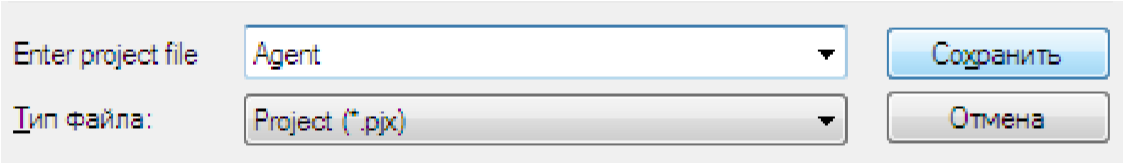 Enter project file Agent Сохранить
Тип файла: Project (*.pjx) Отмена